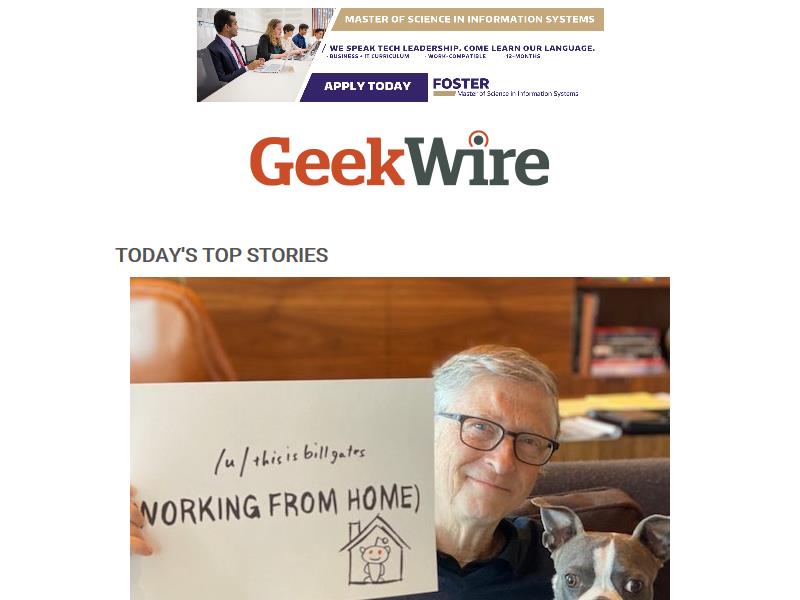 MASTER OF SCIENCE IN INFORMATION SYSTEMS
WE SPEAK TECH LEADERSHIP. COME LEARN OUR LANGUAGE.
· BUSINESS + IT CURRICULUM · WORK-COMPATIBLE · 12-MONTHS
APPLY TODAY
FOSTER
Master of Science in Information Systems
GeekWire
TODAY'S TOP STORIES
/u/thisisbillgates
WORKING FROM HOME)